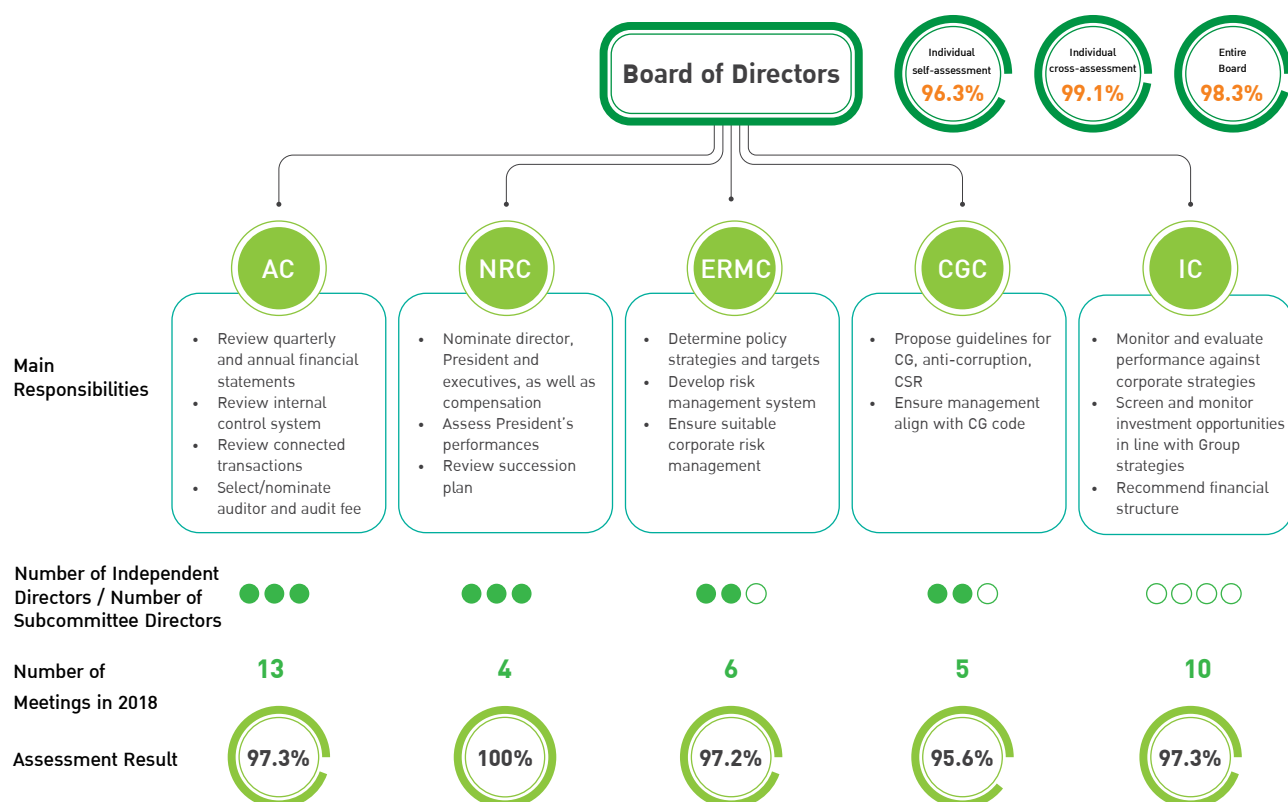 Board of Directors
Individual
self-assessment
96.3%
Individual
cross-assessment
99.1%
Entire
Board
98.3%
AC
NRC
ERMC
CGC
IC
Main
Responsibilities
• Review quarterly
and annual financial
statements
• Review internal
control system
• Review connected
transactions
• Select/nominate
auditor and audit fee
• Nominate director,
President and
executives, as well as
compensation
• Assess President's
performances
• Review succession
plan
• Determine policy
strategies and targets
• Develop risk
management system
• Ensure suitable
corporate risk
management
• Propose guidelines for
CG, anti-corruption,
CSR
• Ensure management
align with CG code
• Monitor and evaluate
performance against
corporate strategies
• Screen and monitor
investment opportunities
in line with Group
strategies
• Recommend financial
structure
Number of Independent
Directors / Number of
Subcommittee Directors
Number of
Meetings in 2018
13
4
6
5
10
Assessment Result
97.3%
100%
97.2%
95.6%
97.3%